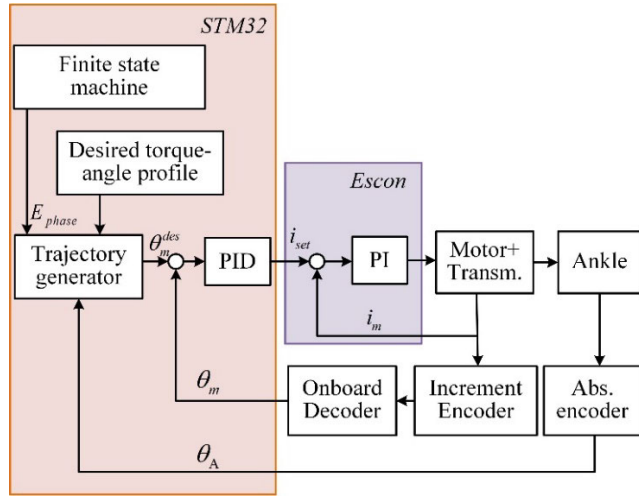 STM32
Finite state
machine
Desired torque-
angle profile
Escon
E_phase
θ_m^des
i_set
Trajectory
generator
PID
PI
Motor+
Transm.
Ankle
i_m
θ_m
Onboard
Decoder
Increment
Encoder
Abs.
encoder
θ_A